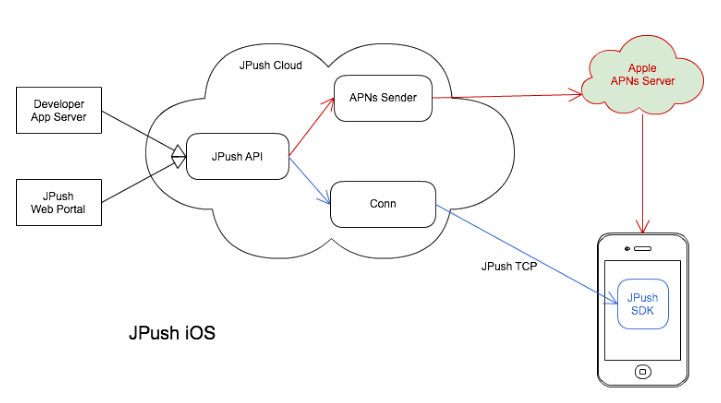 JPush Cloud
Apple
APNs Server
APNs Sender
Developer
App Server
JPush API
JPush
Web Portal
Conn
JPush TCP
JPush
SDK
JPush iOS